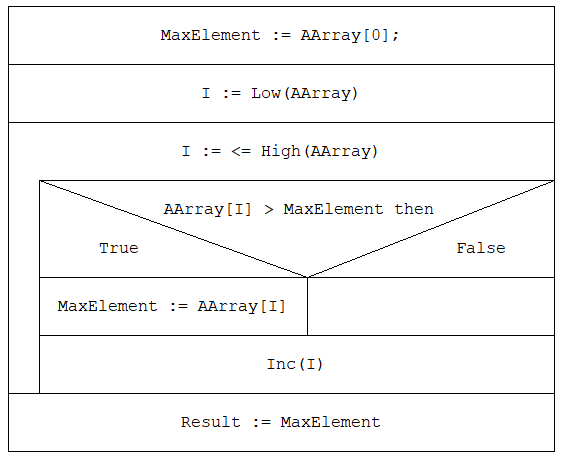 MaxElement := AArray[0];
I := Low(AArray)
I := <= High(AArray)
AArray[I] > MaxElement then
True
False
MaxElement := AArray[I]
Inc(I)
Result := MaxElement